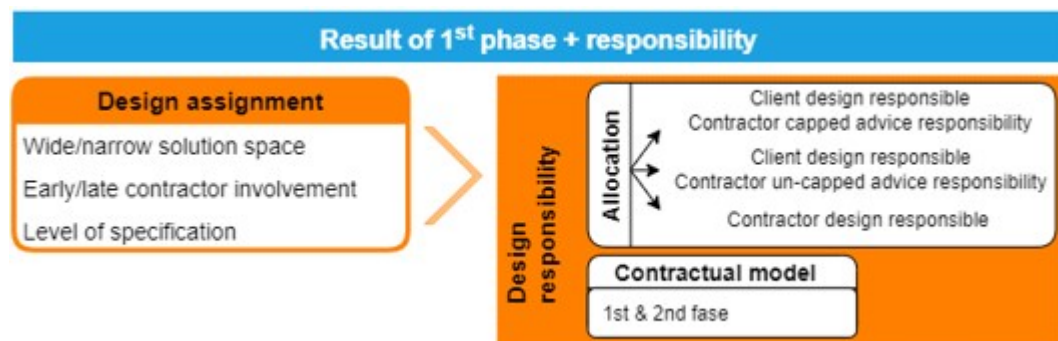 Result of 1st phase + responsibility
Design assignment
Wide/narrow solution space
Early/late contractor involvement
Level of specification
Design
responsibility
Allocation
Client design responsible
Contractor capped advice responsibility
Client design responsible
Contractor un-capped advice responsibility
Contractor design responsible
Contractual model
1st & 2nd fase